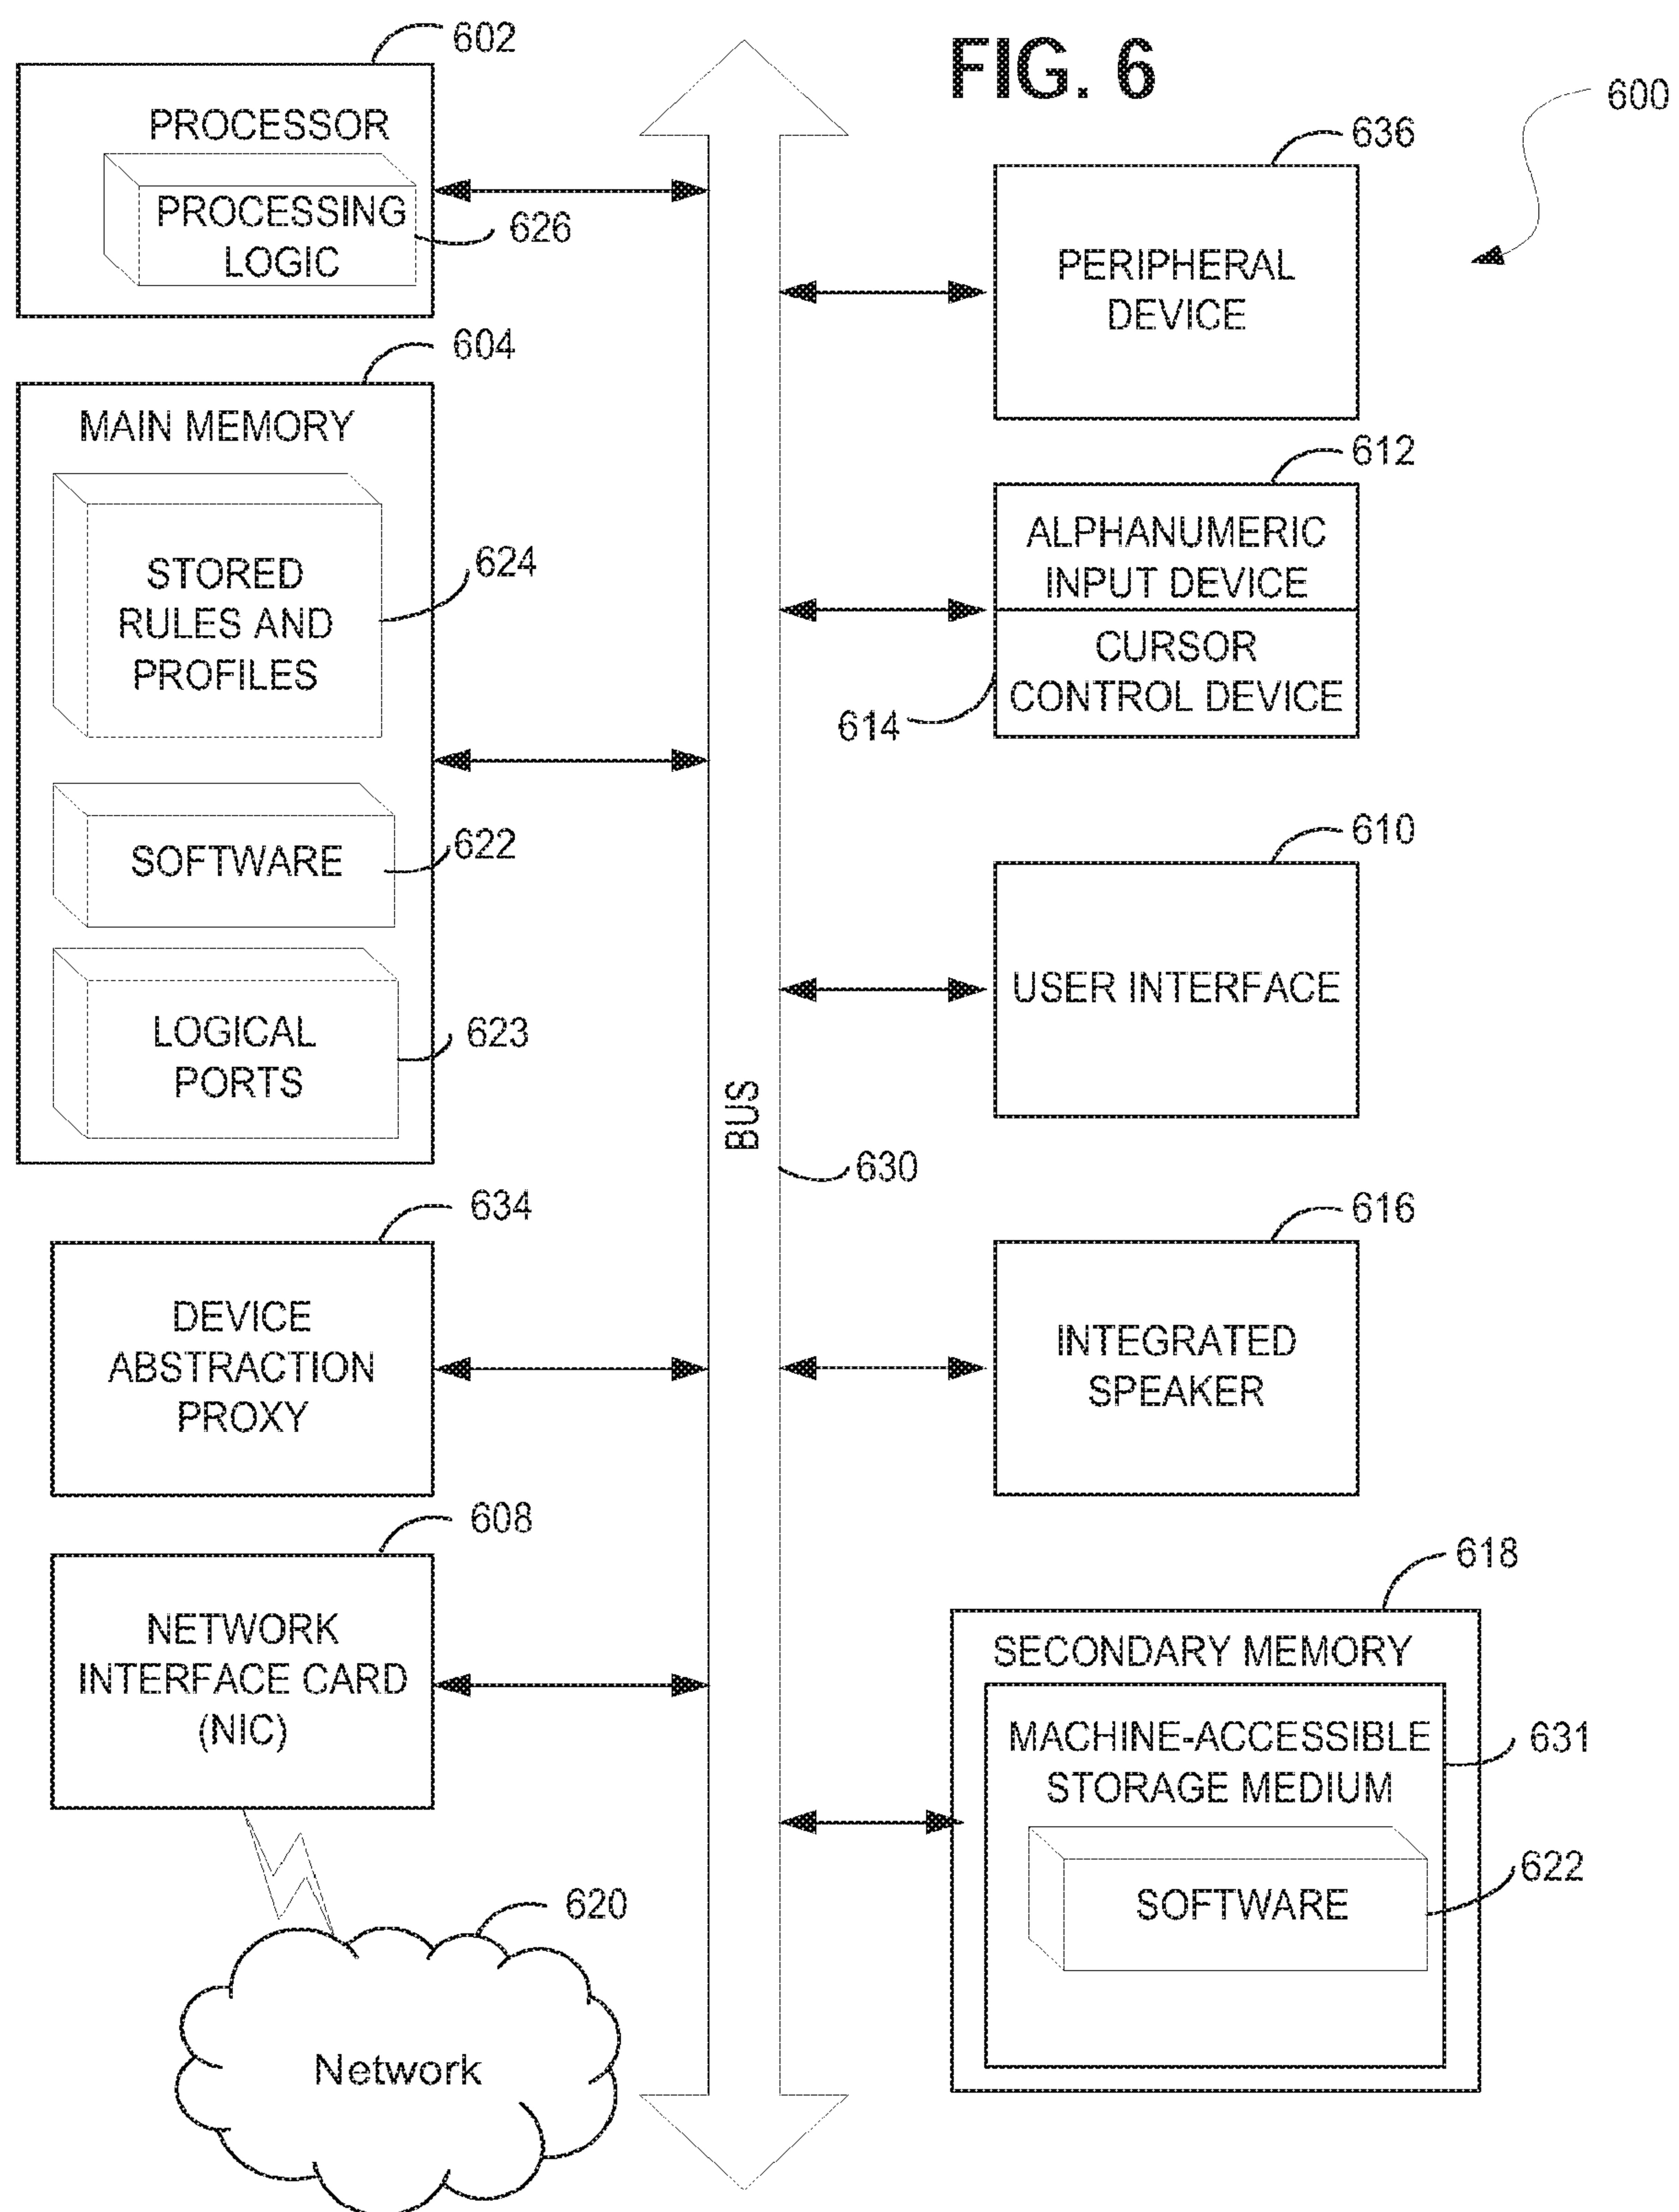 FIG. 6
600
602
PROCESSOR
PROCESSING
LOGIC
626
604
MAIN MEMORY
STORED
RULES AND
PROFILES
624
SOFTWARE
622
LOGICAL
PORTS
623
634
DEVICE
ABSTRACTION
PROXY
608
NETWORK
INTERFACE CARD
(NIC)
620
Network
BUS
630
636
PERIPHERAL
DEVICE
612
ALPHANUMERIC
INPUT DEVICE
CURSOR
CONTROL DEVICE
614
610
USER INTERFACE
616
INTEGRATED
SPEAKER
618
SECONDARY MEMORY
MACHINE-ACCESSIBLE
STORAGE MEDIUM
631
SOFTWARE
622